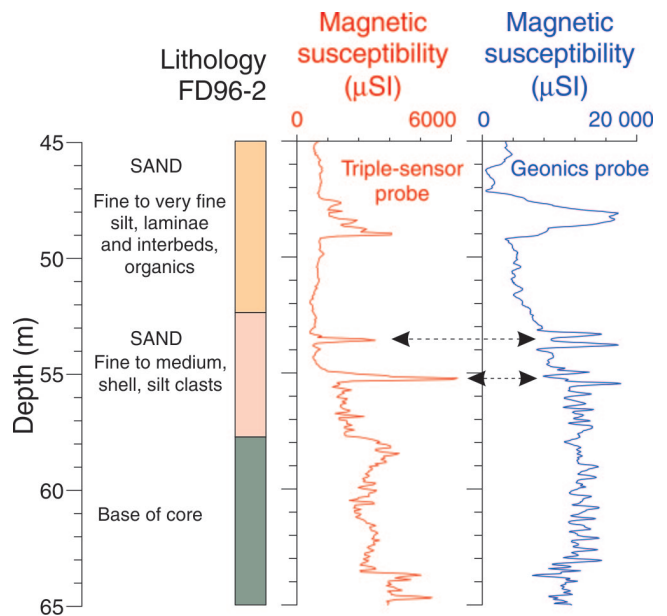 Lithology
FD96-2
Magnetic
susceptibility
(µSI)
0 6000
Magnetic
susceptibility
(µSI)
0 20 000
Triple-sensor
probe
Geonics probe
Depth (m)
45
50
55
60
65
SAND
Fine to very fine
silt, laminae
and interbeds,
organics
SAND
Fine to medium,
shell, silt clasts
Base of core